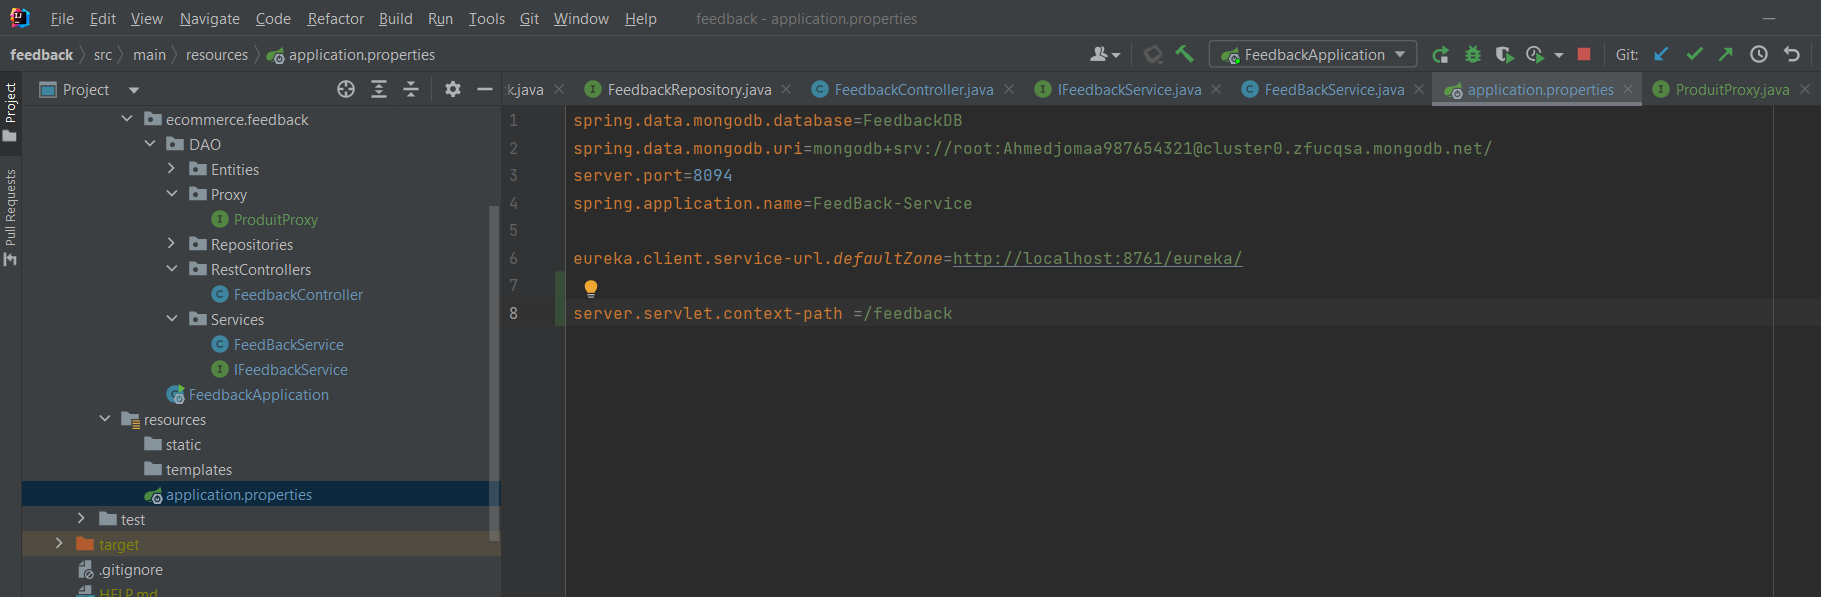 File Edit View Navigate Code Refactor Build Run Tools Git Window Help feedback - application.properties
feedback src main resources application.properties FeedbackApplication Git:
Project
Project
Pull Requests
k.java FeedbackRepository.java FeedbackController.java IFeedbackService.java FeedBackService.java application.properties ProduitProxy.java
ecommerce.feedback
DAO
Entities
Proxy
ProduitProxy
Repositories
RestControllers
FeedbackController
Services
FeedBackService
IFeedbackService
FeedbackApplication
resources
static
templates
application.properties
test
target
.gitignore
HELP.md
1 spring.data.mongodb.database=FeedbackDB
2 spring.data.mongodb.uri=mongodb+srv://root:Ahmedjomaa987654321@cluster0.zfucqsa.mongodb.net/
3 server.port=8094
4 spring.application.name=FeedBack-Service
5
6 eureka.client.service-url.defaultZone=http://localhost:8761/eureka/
7
8 server.servlet.context-path =/feedback